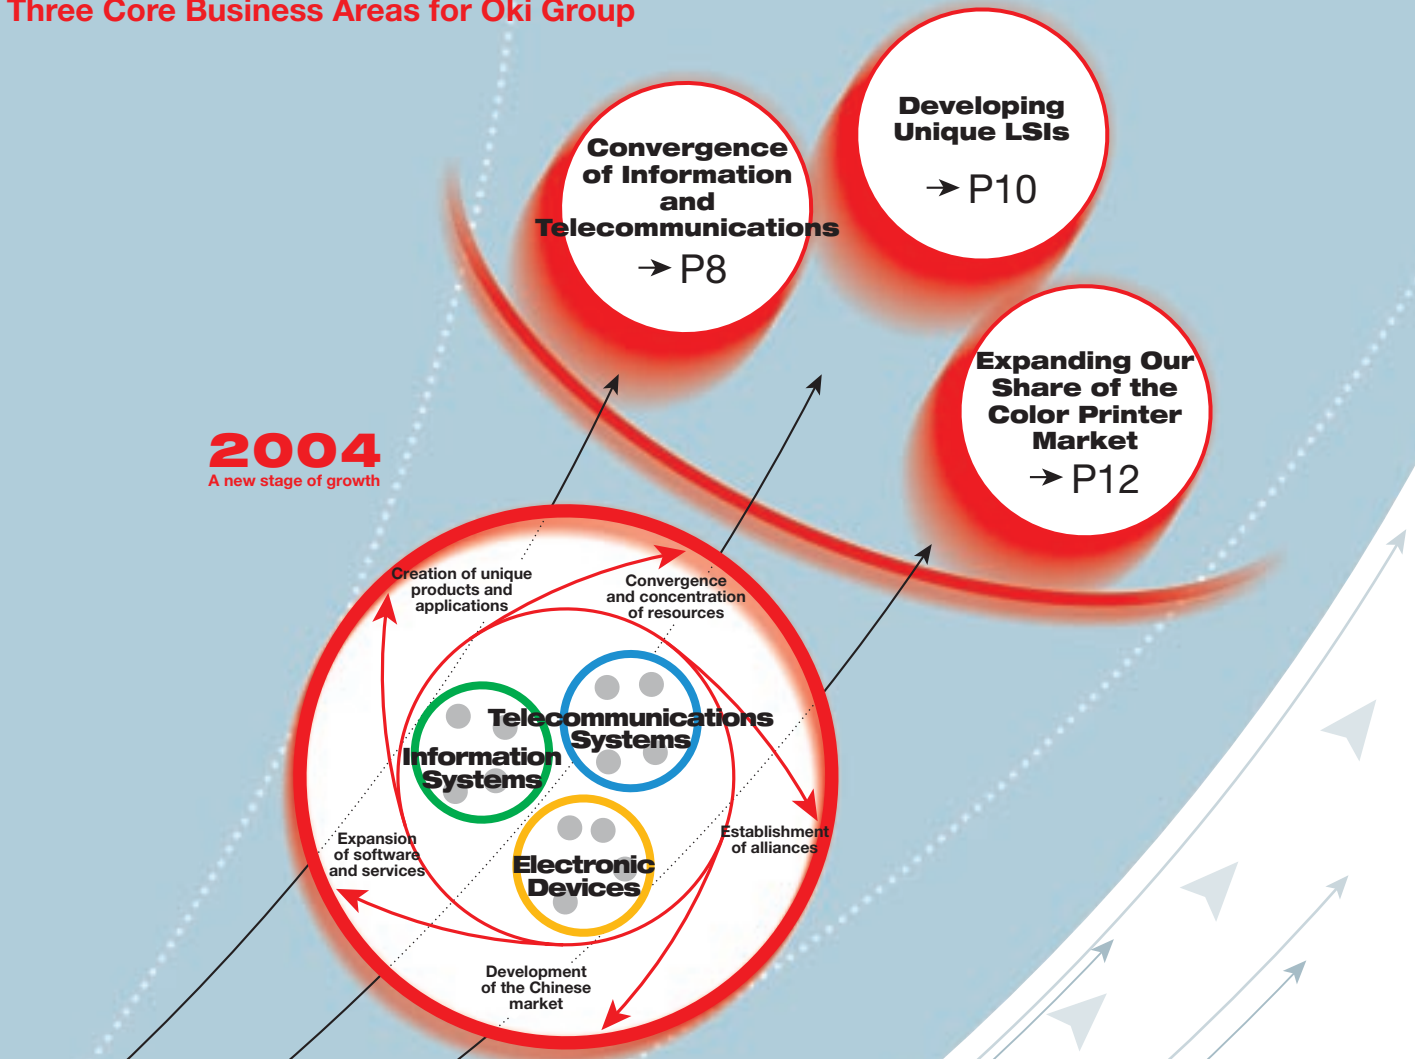 Three Core Business Areas for Oki Group
Developing
Unique LSIs
P10
Convergence
of Information
and
Telecommunications
P8
Expanding Our
Share of the
Color Printer
Market
P12
2004
A new stage of growth
Creation of unique
products and
applications
Convergence
and concentration
of resources
Telecommunications
Systems
Information
Systems
Electronic
Devices
Expansion
of software
and services
Establishment
of alliances
Development
of the Chinese
market